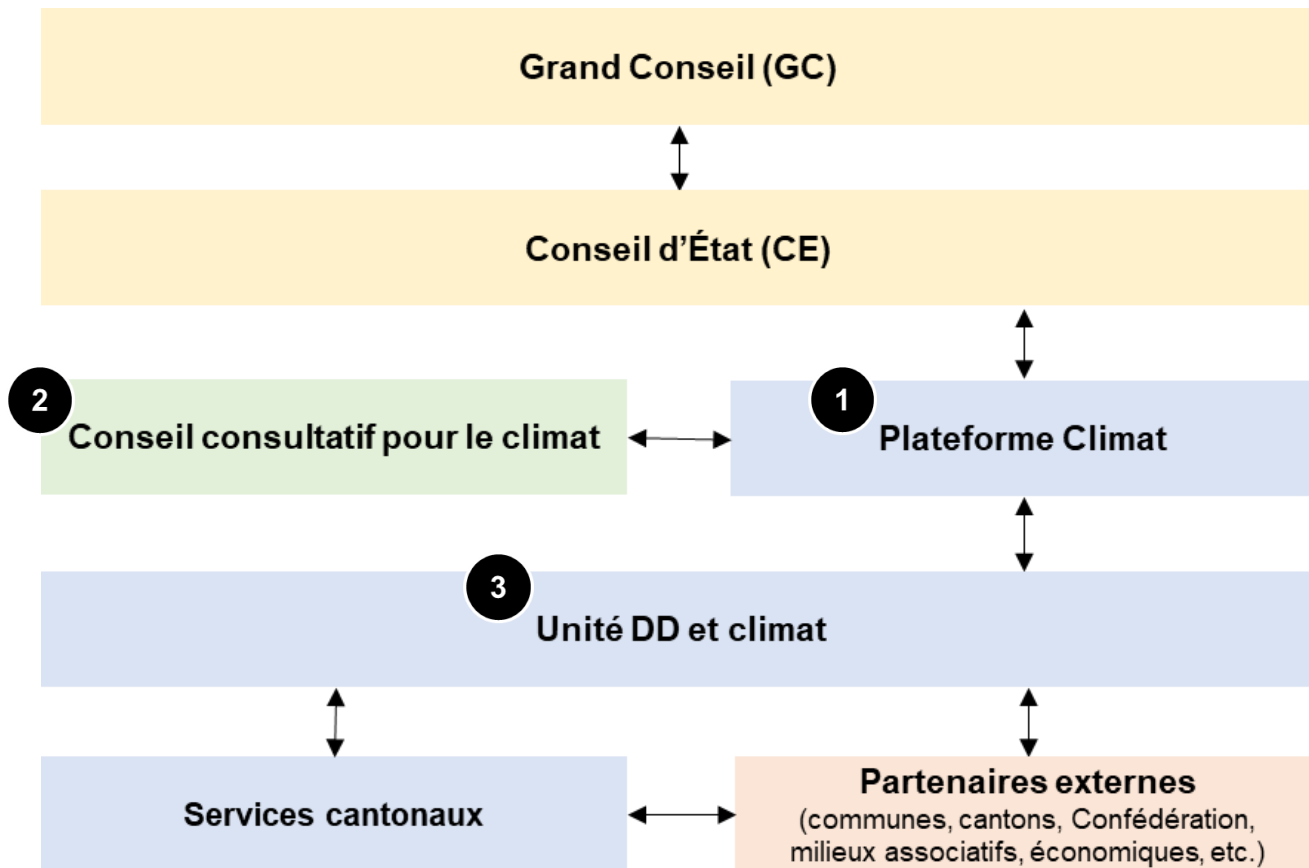 Grand Conseil (GC)
Conseil d'État (CE)
2
Conseil consultatif pour le climat
1
Plateforme Climat
3
Unité DD et climat
Services cantonaux
Partenaires externes
(communes, cantons, Confédération,
milieux associatifs, économiques, etc.)